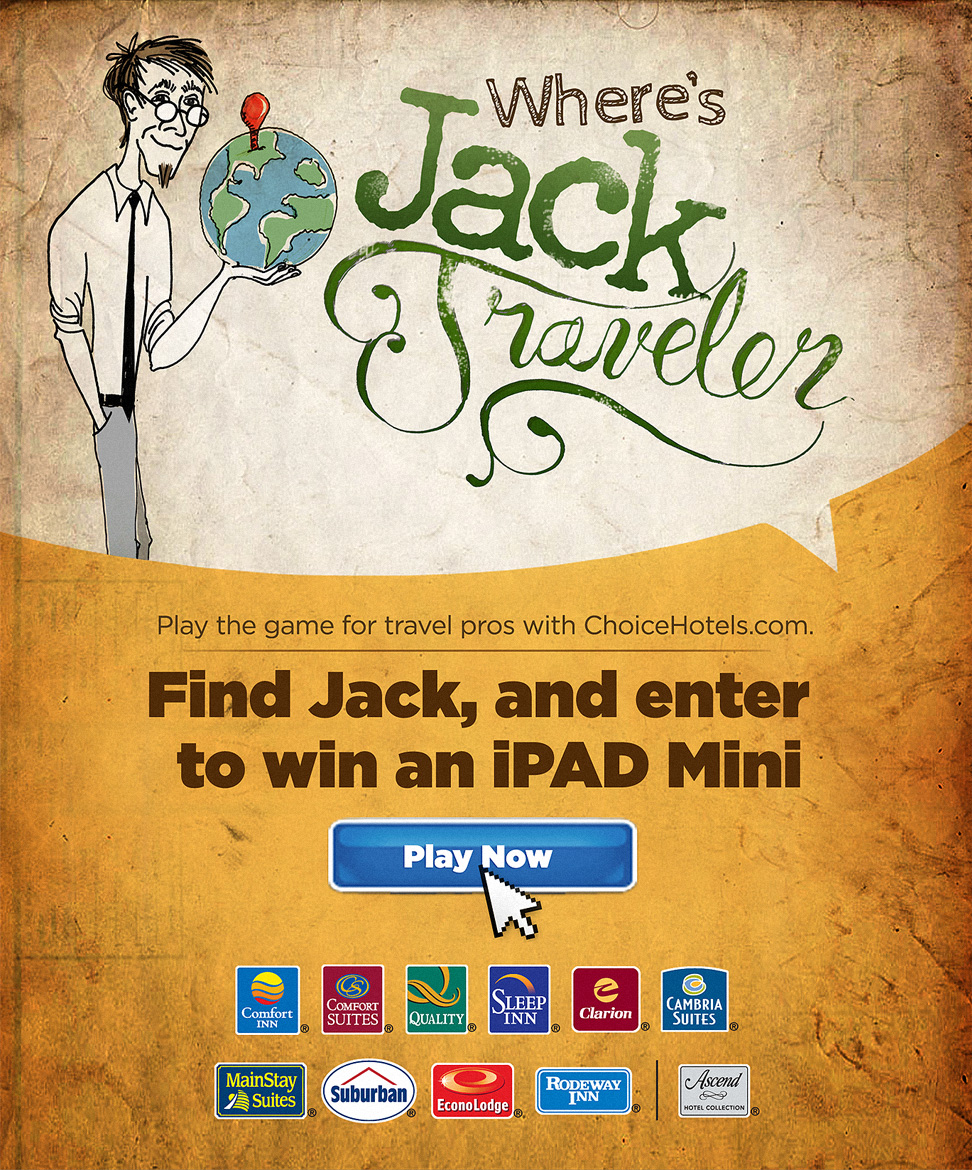 Where's
Jack
Traveler
Play the game for travel pros with ChoiceHotels.com.
Find Jack, and enter
to win an iPAD Mini
Play Now
Comfort
INN ®
COMFORT
SUITES ®
QUALITY ®
SLEEP
INN ®
Clarion ®
CAMBRIA
SUITES ®
MainStay
Suites ®
Suburban ®
EconoLodge ®
RODEWAY
INN ®
Ascend
HOTEL COLLECTION ®